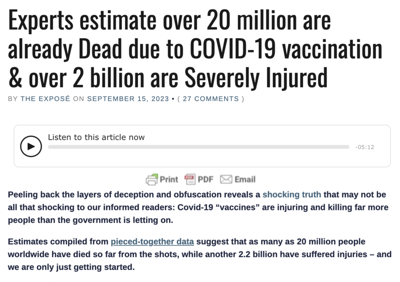 Experts estimate over 20 million are
already Dead due to COVID-19 vaccination
& over 2 billion are Severely Injured
BY THE EXPOSÉ ON SEPTEMBER 15, 2023 • ( 27 COMMENTS )
Listen to this article now
-05:12
Print PDF Email
Peeling back the layers of deception and obfuscation reveals a shocking truth that may not be
all that shocking to our informed readers: Covid-19 “vaccines” are injuring and killing far more
people than the government is letting on.
Estimates compiled from pieced-together data suggest that as many as 20 million people
worldwide have died so far from the shots, while another 2.2 billion have suffered injuries – and
we are only just getting started.